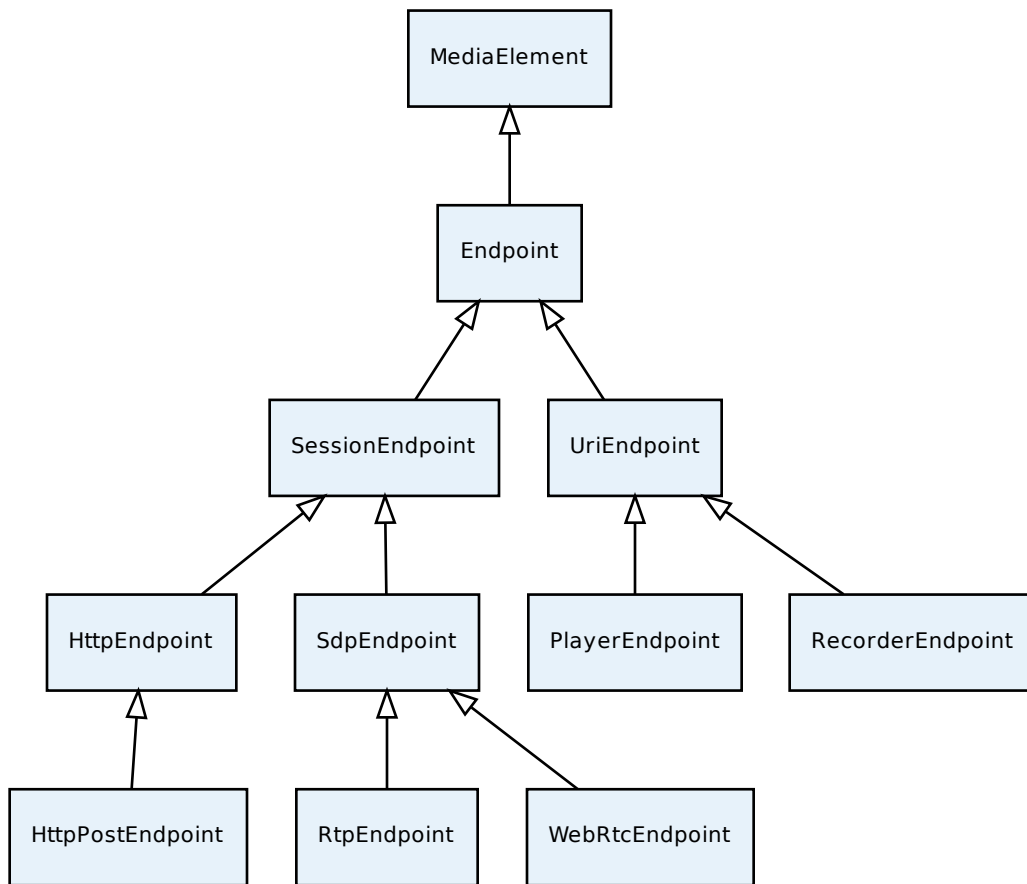 MediaElement
Endpoint
SessionEndpoint
UriEndpoint
HttpEndpoint
SdpEndpoint
PlayerEndpoint
RecorderEndpoint
HttpPostEndpoint
RtpEndpoint
WebRtcEndpoint